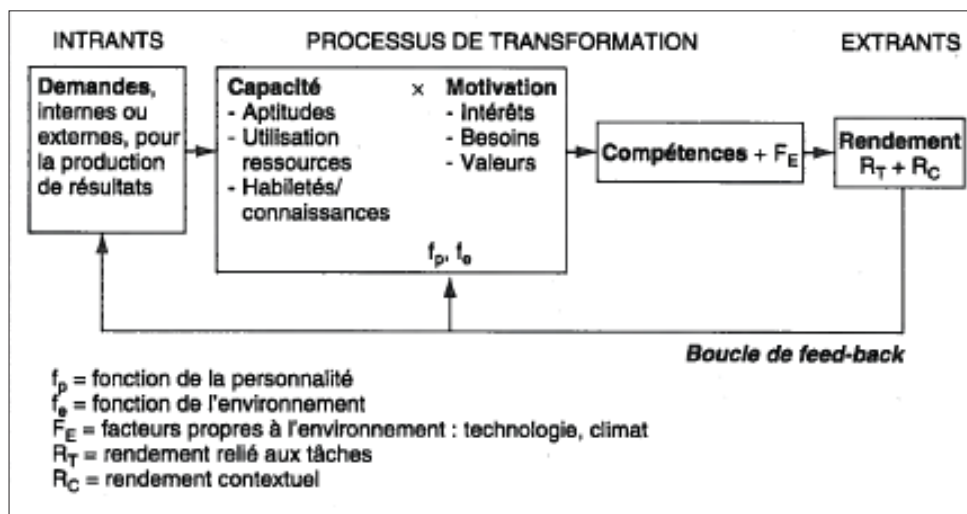 INTRANTS
PROCESSUS DE TRANSFORMATION
EXTRANTS
Demandes,
internes ou
externes, pour
la production
de résultats
Capacité × Motivation
- Aptitudes
- Utilisation
ressources
- Habiletés/
connaissances
- Intérêts
- Besoins
- Valeurs
fp, fe
Compétences + FE
Rendement
RT + RC
Boucle de feed-back
fp = fonction de la personnalité
fe = fonction de l'environnement
FE = facteurs propres à l'environnement : technologie, climat
RT = rendement relié aux tâches
RC = rendement contextuel